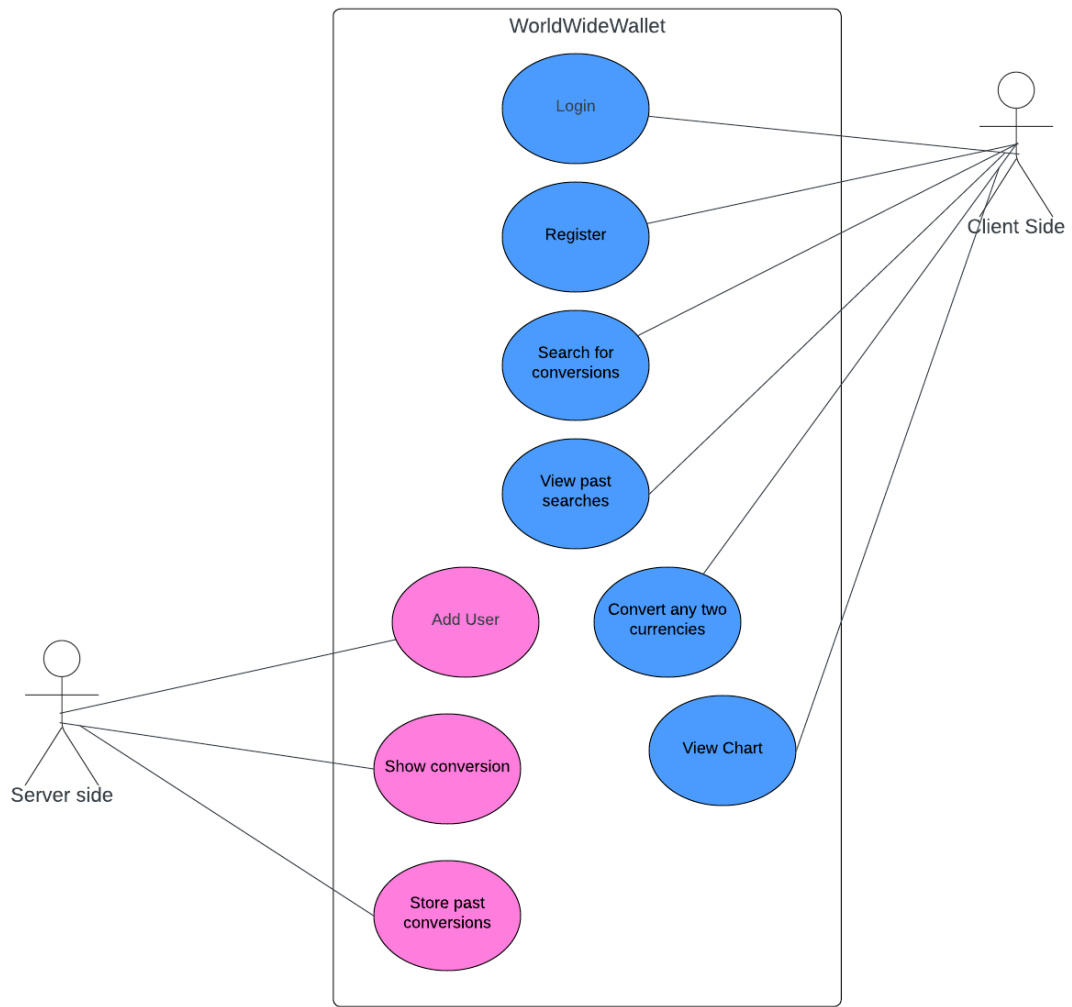 WorldWideWallet
Login
Client Side
Register
Search for
conversions
View past
searches
Add User
Convert any two
currencies
View Chart
Show conversion
Server side
Store past
conversions